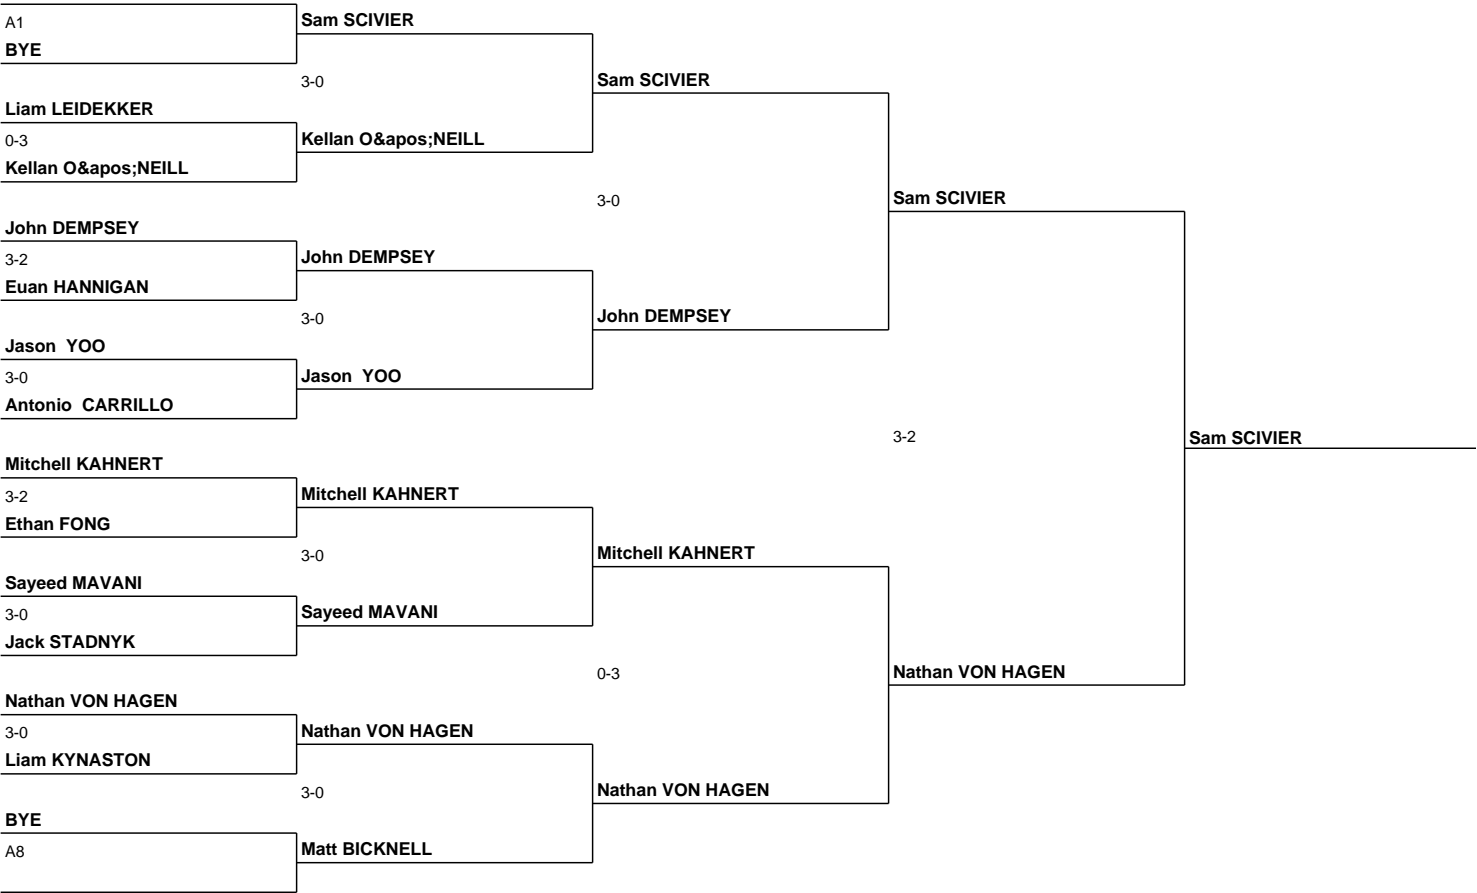 A1
BYE
Liam LEIDEKKER
0-3
Kellan O&apos;NEILL
John DEMPSEY
3-2
Euan HANNIGAN
Jason  YOO
3-0
Antonio  CARRILLO
Mitchell KAHNERT
3-2
Ethan FONG
Sayeed MAVANI
3-0
Jack STADNYK
Nathan VON HAGEN
3-0
Liam KYNASTON
BYE
A8
Sam SCIVIER
3-0
Kellan O&apos;NEILL
John DEMPSEY
3-0
Jason  YOO
Mitchell KAHNERT
3-0
Sayeed MAVANI
Nathan VON HAGEN
3-0
Matt BICKNELL
Sam SCIVIER
3-0
John DEMPSEY
Mitchell KAHNERT
0-3
Nathan VON HAGEN
Sam SCIVIER
3-2
Nathan VON HAGEN
Sam SCIVIER